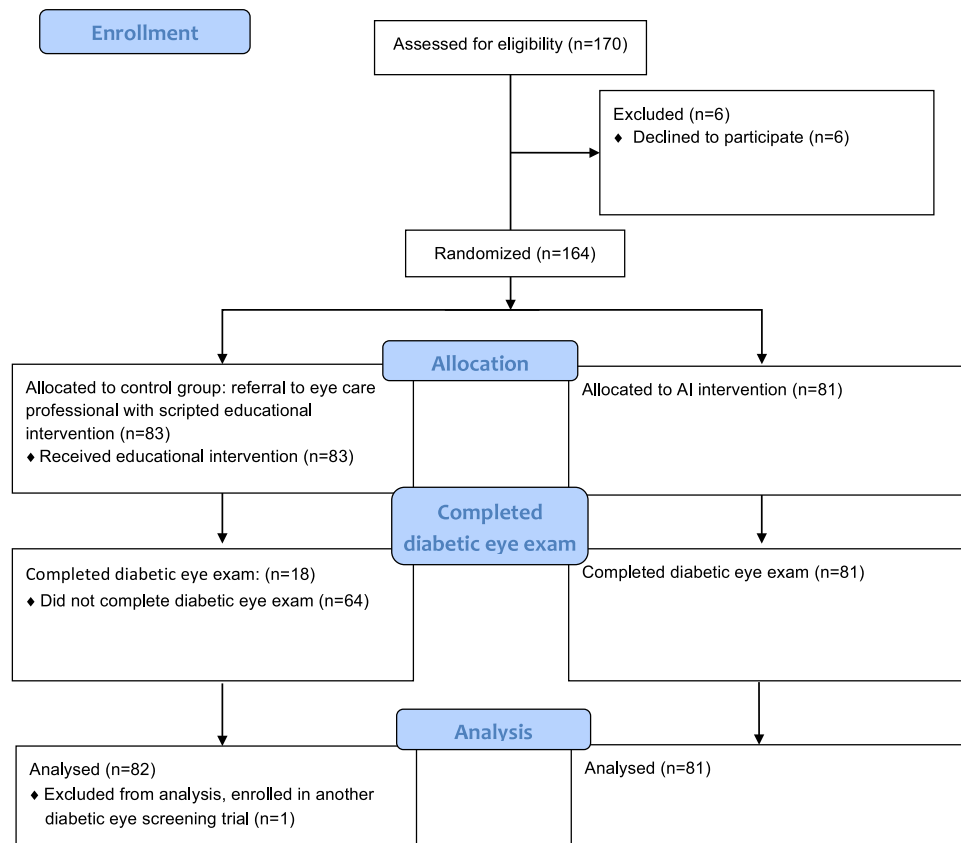 Enrollment
Assessed for eligibility (n=170)
Excluded (n=6)
♦ Declined to participate (n=6)
Randomized (n=164)
Allocation
Allocated to control group: referral to eye care
professional with scripted educational
intervention (n=83)
♦ Received educational intervention (n=83)
Allocated to AI intervention (n=81)
Completed
diabetic eye exam
Completed diabetic eye exam: (n=18)
♦ Did not complete diabetic eye exam (n=64)
Completed diabetic eye exam (n=81)
Analysis
Analysed (n=82)
♦ Excluded from analysis, enrolled in another
diabetic eye screening trial (n=1)
Analysed (n=81)